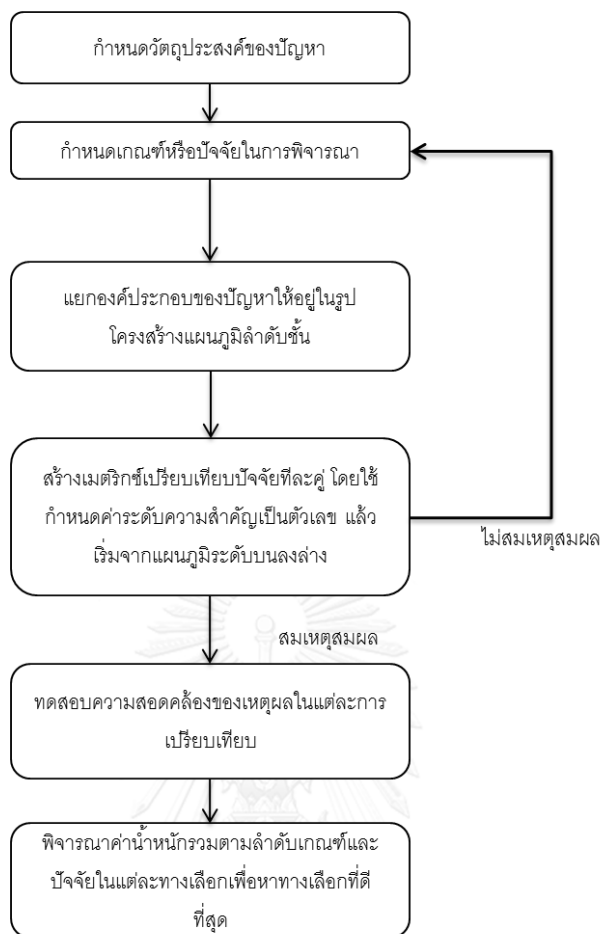 กำหนดวัตถุประสงค์ของปัญหา
กำหนดเกณฑ์หรือปัจจัยในการพิจารณา
แยกองค์ประกอบของปัญหาให้อยู่ในรูป
โครงสร้างแผนภูมิลำดับชั้น
สร้างเมตริกซ์เปรียบเทียบปัจจัยทีละคู่ โดยใช้
กำหนดค่าระดับความสำคัญเป็นตัวเลข แล้ว
เริ่มจากแผนภูมิระดับบนลงล่าง
ไม่สมเหตุสมผล
สมเหตุสมผล
ทดสอบความสอดคล้องของเหตุผลในแต่ละการ
เปรียบเทียบ
พิจารณาค่าน้ำหนักรวมตามลำดับเกณฑ์และ
ปัจจัยในแต่ละทางเลือกเพื่อหาทางเลือกที่ดี
ที่สุด